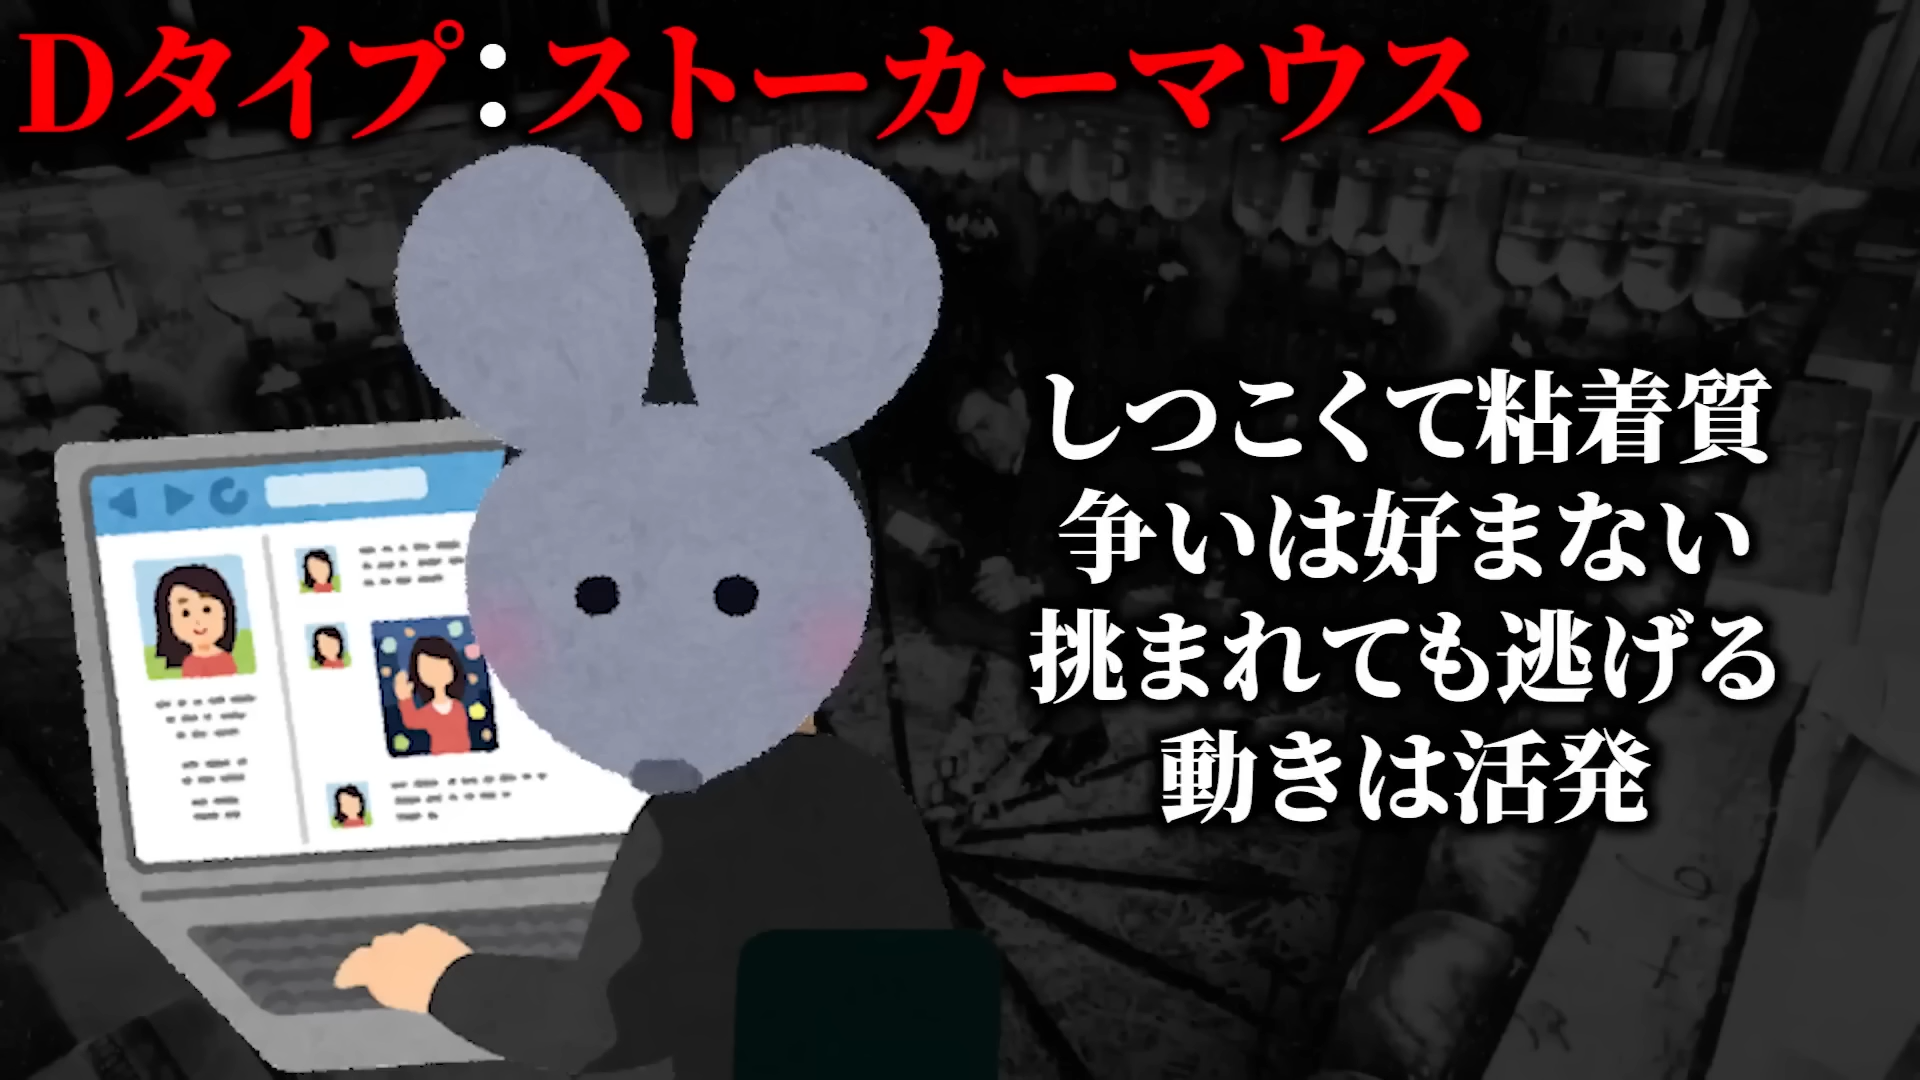 Dタイプ：ストーカーマウス
しつこくて粘着質
争いは好まない
挑まれても逃げる
動きは活発